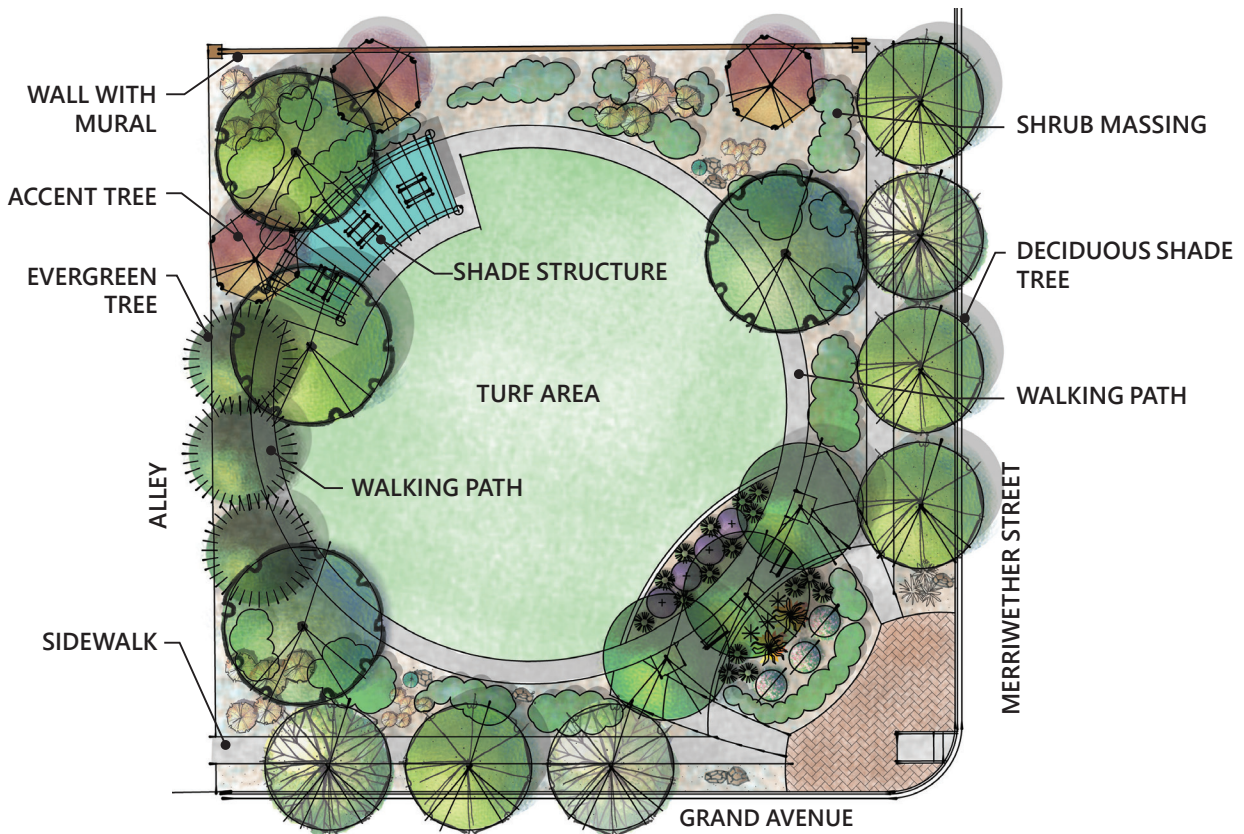 WALL WITH
MURAL
SHRUB MASSING
ACCENT TREE
DECIDUOUS SHADE
TREE
EVERGREEN
TREE
SHADE STRUCTURE
TURF AREA
WALKING PATH
WALKING PATH
ALLEY
MERRIWETHER STREET
SIDEWALK
GRAND AVENUE